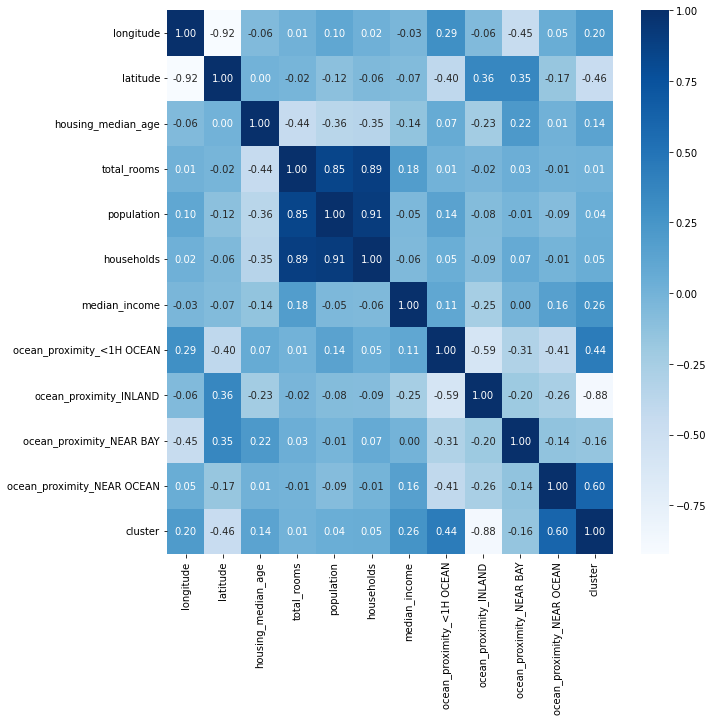 longitude 1.00 -0.92 -0.06 0.01 0.10 0.02 -0.03 0.29 -0.06 -0.45 0.05 0.20
latitude -0.92 1.00 0.00 -0.02 -0.12 -0.06 -0.07 -0.40 0.36 0.35 -0.17 -0.46
housing_median_age -0.06 0.00 1.00 -0.44 -0.36 -0.35 -0.14 0.07 -0.23 0.22 0.01 0.14
total_rooms 0.01 -0.02 -0.44 1.00 0.85 0.89 0.18 0.01 -0.02 0.03 -0.01 0.01
population 0.10 -0.12 -0.36 0.85 1.00 0.91 -0.05 0.14 -0.08 -0.01 -0.09 0.04
households 0.02 -0.06 -0.35 0.89 0.91 1.00 -0.06 0.05 -0.09 0.07 -0.01 0.05
median_income -0.03 -0.07 -0.14 0.18 -0.05 -0.06 1.00 0.11 -0.25 0.00 0.16 0.26
ocean_proximity_<1H OCEAN 0.29 -0.40 0.07 0.01 0.14 0.05 0.11 1.00 -0.59 -0.31 -0.41 0.44
ocean_proximity_INLAND -0.06 0.36 -0.23 -0.02 -0.08 -0.09 -0.25 -0.59 1.00 -0.20 -0.26 -0.88
ocean_proximity_NEAR BAY -0.45 0.35 0.22 0.03 -0.01 0.07 0.00 -0.31 -0.20 1.00 -0.14 -0.16
ocean_proximity_NEAR OCEAN 0.05 -0.17 0.01 -0.01 -0.09 -0.01 0.16 -0.41 -0.26 -0.14 1.00 0.60
cluster 0.20 -0.46 0.14 0.01 0.04 0.05 0.26 0.44 -0.88 -0.16 0.60 1.00
longitude
latitude
housing_median_age
total_rooms
population
households
median_income
ocean_proximity_<1H OCEAN
ocean_proximity_INLAND
ocean_proximity_NEAR BAY
ocean_proximity_NEAR OCEAN
cluster
1.00
0.75
0.50
0.25
0.00
−0.25
−0.50
−0.75